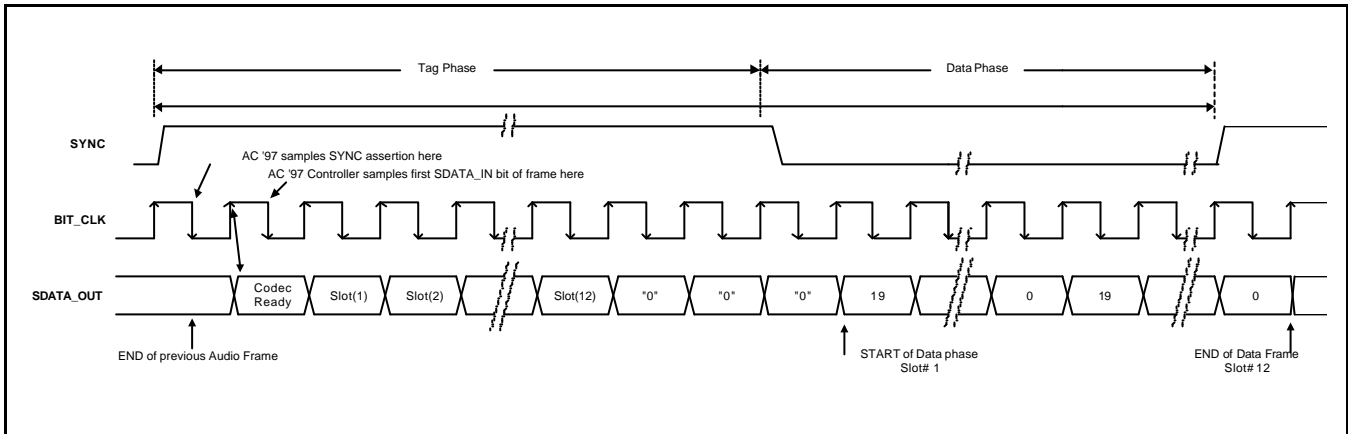 Tag Phase
Data Phase
SYNC
AC '97 samples SYNC assertion here
AC '97 Controller samples first SDATA_IN bit of frame here
BIT_CLK
SDATA_OUT
Codec
Ready
Slot(1)
Slot(2)
Slot(12)
"0"
"0"
"0"
19
0
19
0
END of previous Audio Frame
START of Data phase
Slot# 1
END of Data Frame
Slot# 12